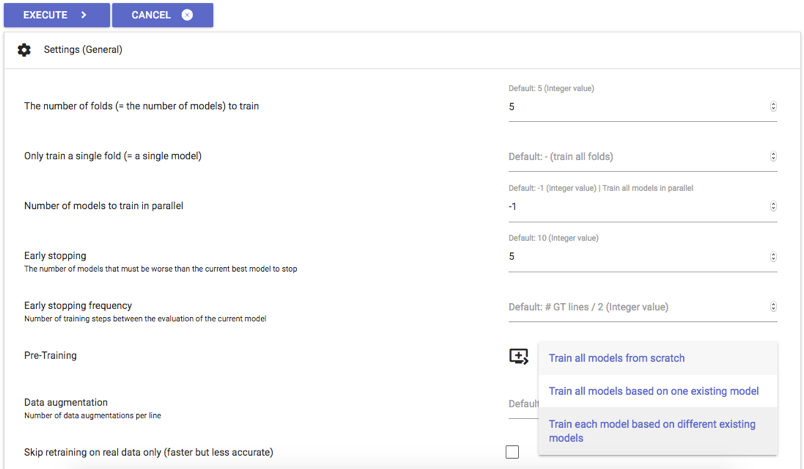 EXECUTE
CANCEL
Settings (General)
Default: 5 (Integer value)
The number of folds (= the number of models) to train
5
Only train a single fold (= a single model)
Default: - (train all folds)
Default: -1 (Integer value) | Train all models in parallel
Number of models to train in parallel
-1
Default: 10 (Integer value)
Early stopping
5
The number of models that must be worse than the current best model to stop
Early stopping frequency
Default: # GT lines / 2 (Integer value)
Number of training steps between the evaluation of the current model
Pre-Training
Train all models from scratch
Train all models based on one existing model
Data augmentation
Default
Number of data augmentations per line
Train each model based on different existing
models
Skip retraining on real data only (faster but less accurate)